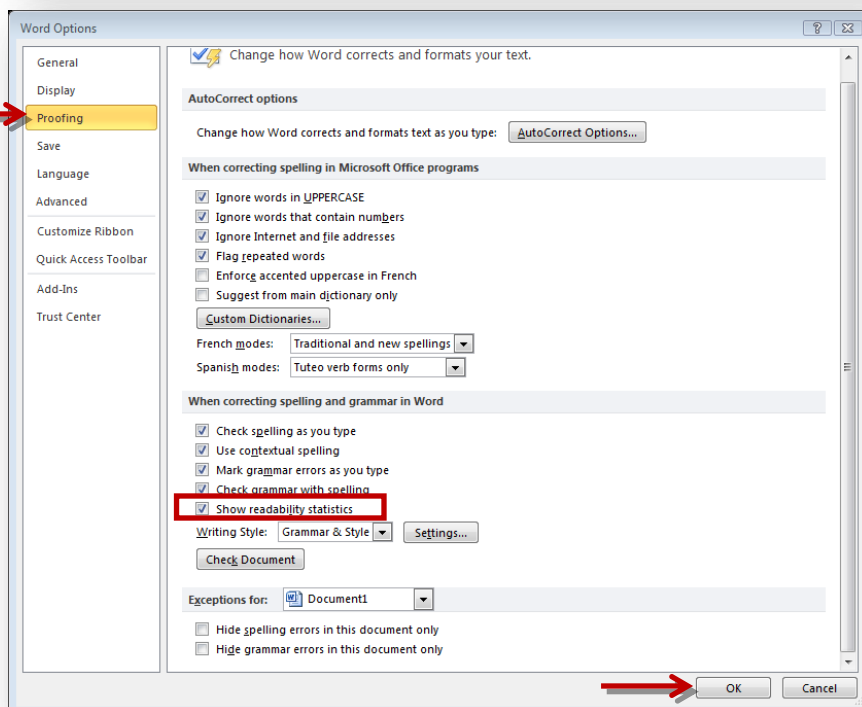 Word Options
General
Display
Proofing
Save
Language
Advanced
Customize Ribbon
Quick Access Toolbar
Add-Ins
Trust Center
Change how Word corrects and formats your text.
AutoCorrect options
Change how Word corrects and formats text as you type: AutoCorrect Options...
When correcting spelling in Microsoft Office programs
Ignore words in UPPERCASE
Ignore words that contain numbers
Ignore Internet and file addresses
Flag repeated words
Enforce accented uppercase in French
Suggest from main dictionary only
Custom Dictionaries...
French modes: Traditional and new spellings
Spanish modes: Tuteo verb forms only
When correcting spelling and grammar in Word
Check spelling as you type
Use contextual spelling
Mark grammar errors as you type
Check grammar with spelling
Show readability statistics
Writing Style: Grammar & Style Settings...
Check Document
Exceptions for: Document1
Hide spelling errors in this document only
Hide grammar errors in this document only
OK Cancel